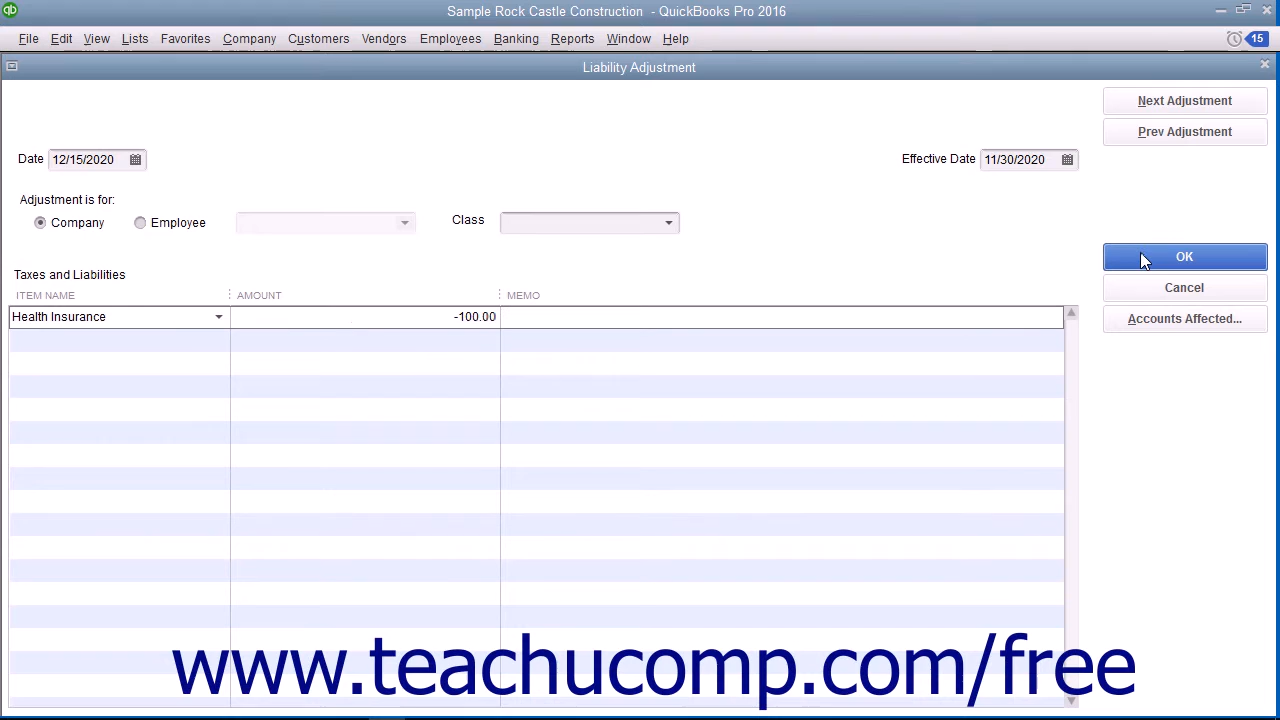 Sample Rock Castle Construction - QuickBooks Pro 2016
File Edit View Lists Favorites Company Customers Vendors Employees Banking Reports Window Help 15
Liability Adjustment
Next Adjustment
Prev Adjustment
Date 12/15/2020 Effective Date 11/30/2020
Adjustment is for:
Company Employee Class
OK
Taxes and Liabilities
Cancel
ITEM NAME AMOUNT MEMO
Health Insurance -100.00
Accounts Affected...
www.teachucomp.com/free